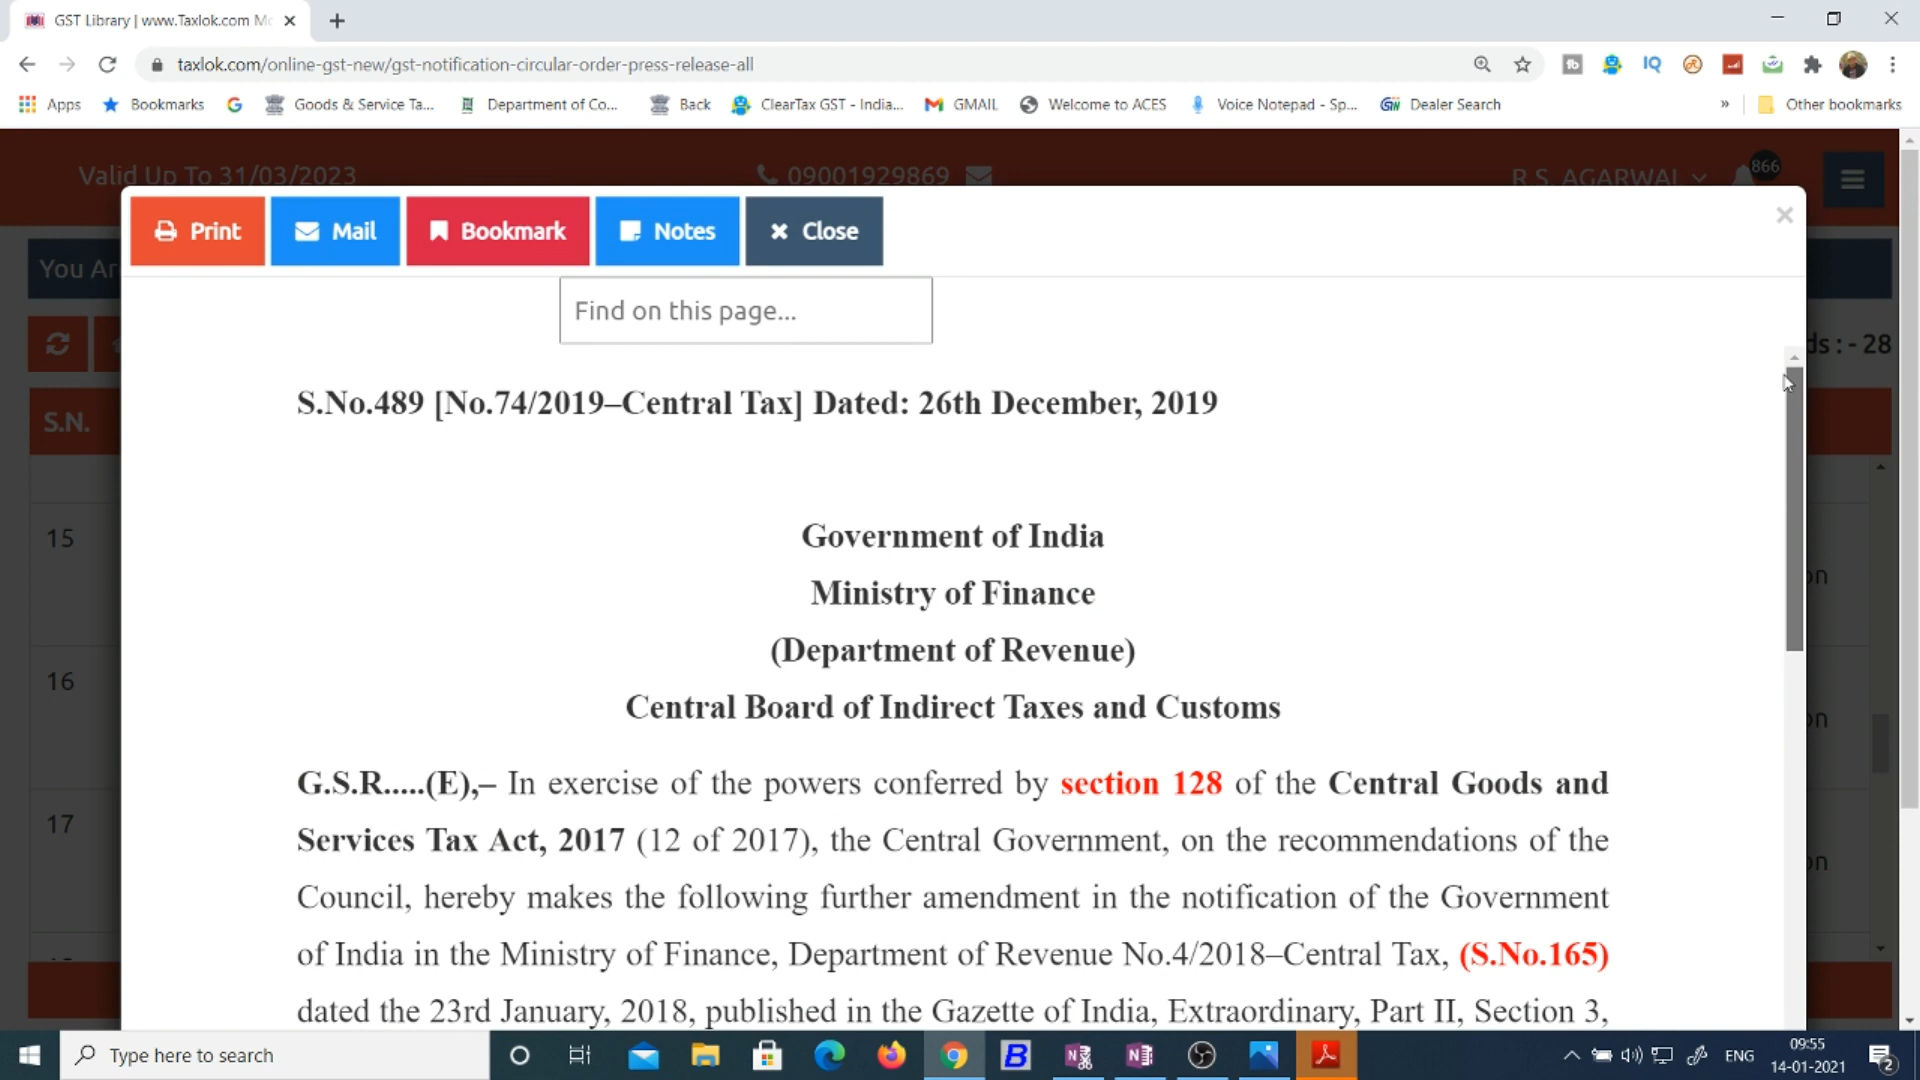 GST Library | www.Taxlok.com Mo
taxlok.com/online-gst-new/gst-notification-circular-order-press-release-all
Apps Bookmarks Goods & Service Ta... Department of Co... Back ClearTax GST - India... GMAIL Welcome to ACES Voice Notepad - Sp... Dealer Search » Other bookmarks
Valid Up To 31/03/2023 09001929869 R.S. AGARWAL 866
Print Mail Bookmark Notes Close
You Ar
Find on this page...
ds : - 28
S.No.489 [No.74/2019–Central Tax] Dated: 26th December, 2019
S.N.
Government of India
15
on
Ministry of Finance
(Department of Revenue)
16
Central Board of Indirect Taxes and Customs
on
G.S.R.....(E),– In exercise of the powers conferred by section 128 of the Central Goods and
17
Services Tax Act, 2017 (12 of 2017), the Central Government, on the recommendations of the
on
Council, hereby makes the following further amendment in the notification of the Government
of India in the Ministry of Finance, Department of Revenue No.4/2018–Central Tax, (S.No.165)
dated the 23rd January, 2018, published in the Gazette of India, Extraordinary, Part II, Section 3,
Type here to search
ENG
09:55
14-01-2021
2